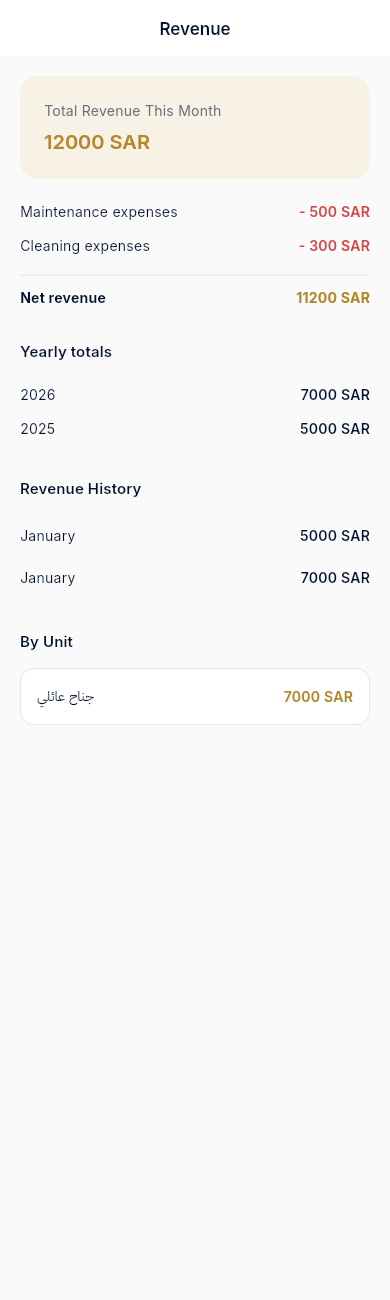 Revenue
Total Revenue This Month
12000 SAR
Maintenance expenses - 500 SAR
Cleaning expenses - 300 SAR
Net revenue 11200 SAR
Yearly totals
2026 7000 SAR
2025 5000 SAR
Revenue History
January 5000 SAR
January 7000 SAR
By Unit
جناح عائلي 7000 SAR